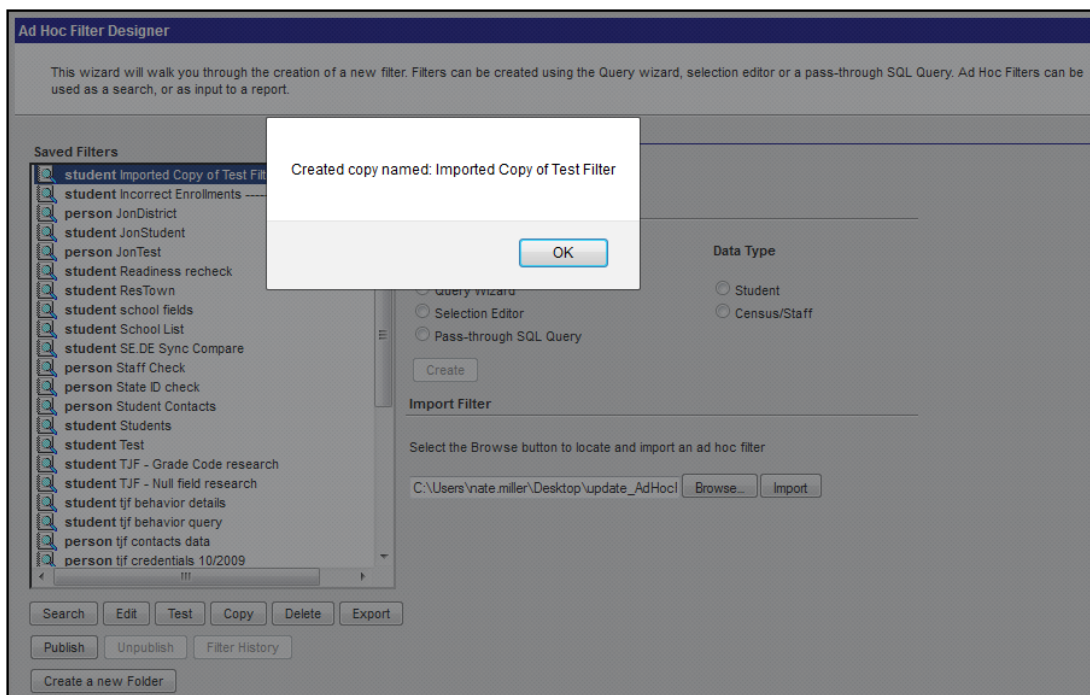 Ad Hoc Filter Designer
This wizard will walk you through the creation of a new filter. Filters can be created using the Query wizard, selection editor or a pass-through SQL Query. Ad Hoc Filters can be
used as a search, or as input to a report.
Saved Filters
student Imported Copy of Test Filt
student Incorrect Enrollments -----
person JonDistrict
student JonStudent
person JonTest
student Readiness recheck
student ResTown
student school fields
student School List
student SE.DE Sync Compare
person Staff Check
person State ID check
person Student Contacts
student Students
student Test
student TJF - Grade Code research
student TJF - Null field research
student tjf behavior details
student tjf behavior query
person tjf contacts data
person tjf credentials 10/2009
Search Edit Test Copy Delete Export
Publish Unpublish Filter History
Create a new Folder
Created copy named: Imported Copy of Test Filter
OK
Query Wizard
Selection Editor
Pass-through SQL Query
Data Type
Student
Census/Staff
Create
Import Filter
Select the Browse button to locate and import an ad hoc filter
C:\Users\nate.miller\Desktop\update_AdHocI Browse... Import